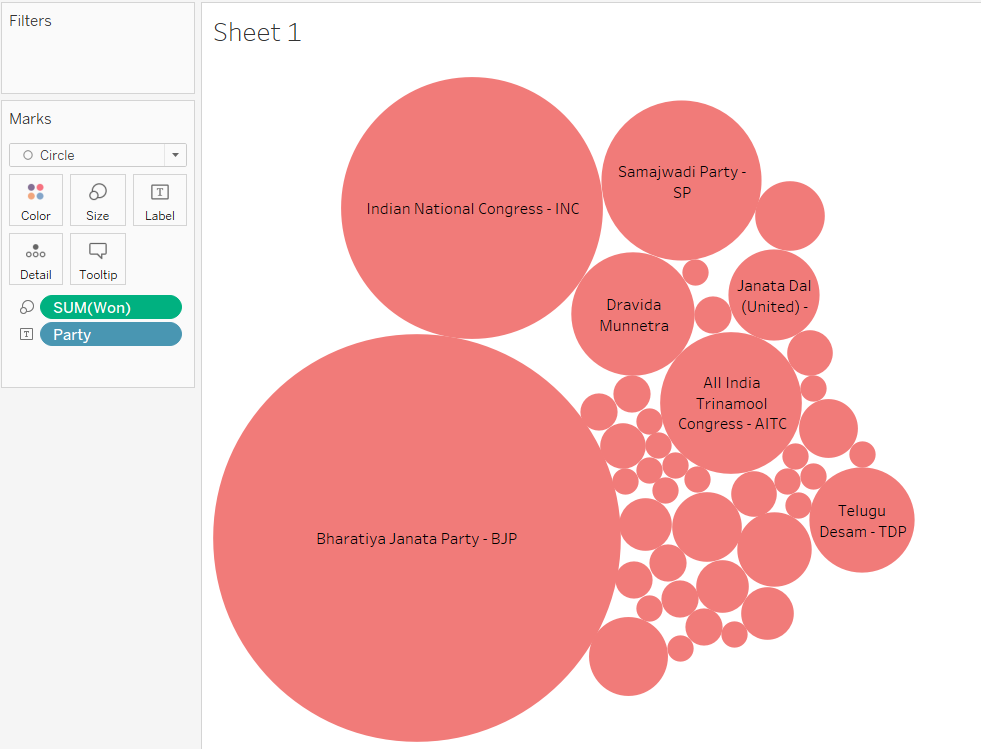 Filters
Sheet 1
Marks
Circle
Color
Size
T
Label
Detail
Tooltip
SUM(Won)
T
Party
Indian National Congress - INC
Samajwadi Party -
SP
Dravida
Munnetra
Janata Dal
(United) -
All India
Trinamool
Congress - AITC
Telugu
Desam - TDP
Bharatiya Janata Party - BJP